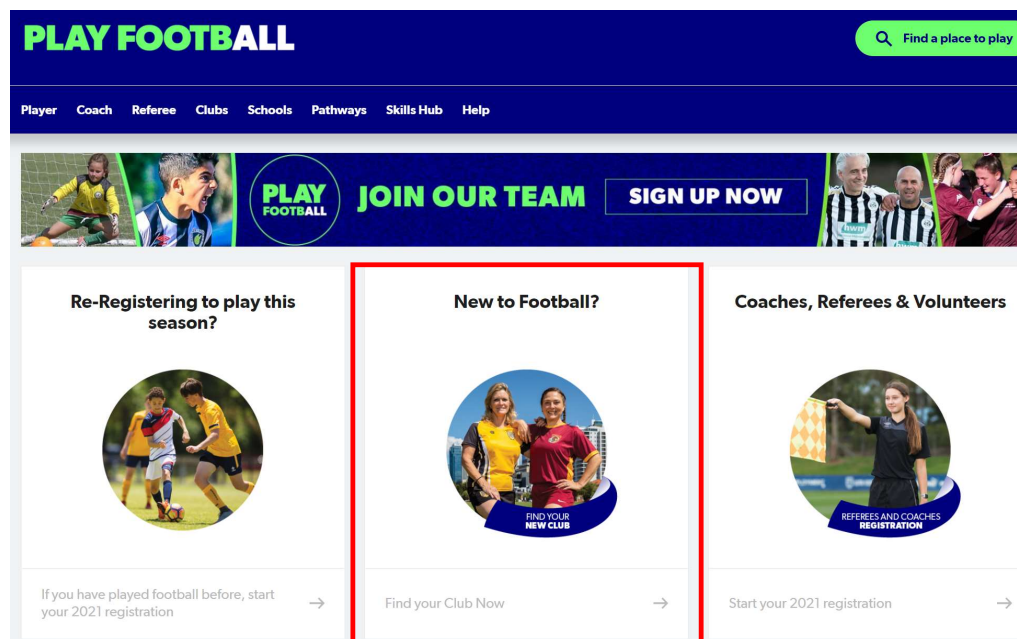 PLAY FOOTBALL
Find a place to play
Player Coach Referee Clubs Schools Pathways Skills Hub Help
PLAY
FOOTBALL
JOIN OUR TEAM
SIGN UP NOW
hwm
hwm
Re-Registering to play this
season?
If you have played football before, start
your 2021 registration
New to Football?
FIND YOUR
NEW CLUB
Find your Club Now
Coaches, Referees & Volunteers
REFEREES AND COACHES
REGISTRATION
Start your 2021 registration